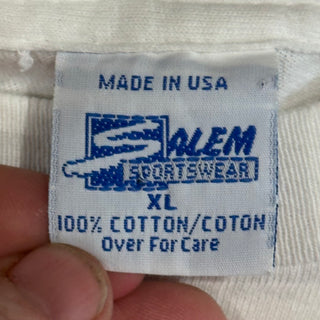 MADE IN USA
SALEM
SPORTSWEAR
XL
100% COTTON/COTON
Over For Care